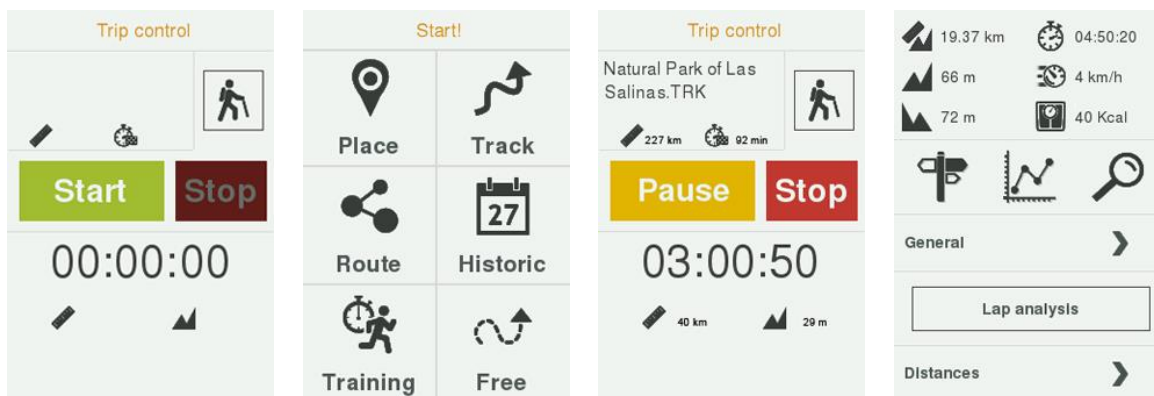 Trip control
Start
Stop
00:00:00
Start!
Place
Track
Route
27
Historic
Training
Free
Trip control
Natural Park of Las
Salinas.TRK
227 km
92 min
Pause
Stop
03:00:50
40 km
29 m
19.37 km
04:50:20
66 m
4 km/h
72 m
40 Kcal
General
Lap analysis
Distances